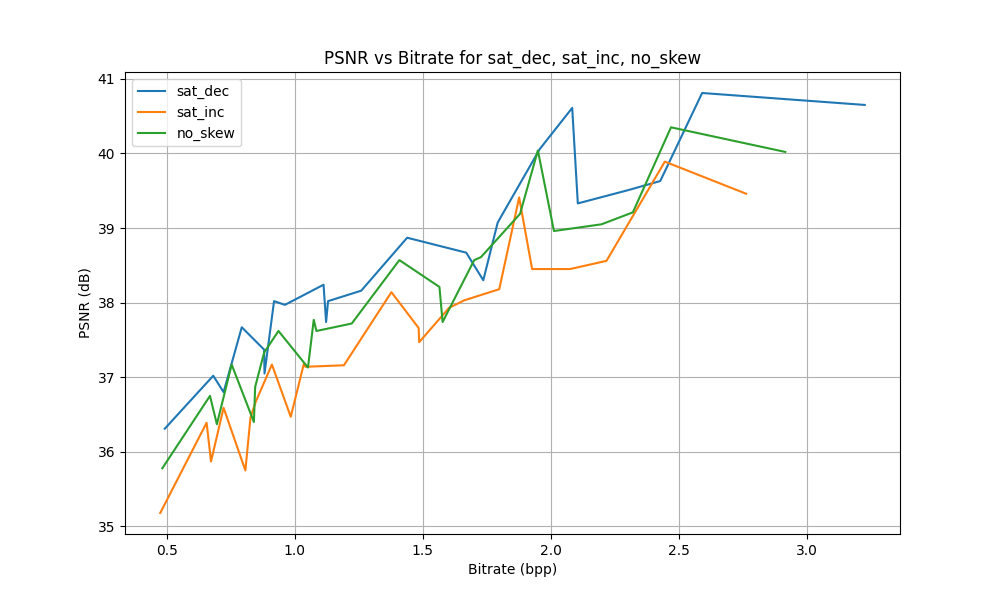 PSNR vs Bitrate for sat_dec, sat_inc, no_skew
sat_dec
sat_inc
no_skew
PSNR (dB)
41
40
39
38
37
36
35
0.5 1.0 1.5 2.0 2.5 3.0
Bitrate (bpp)